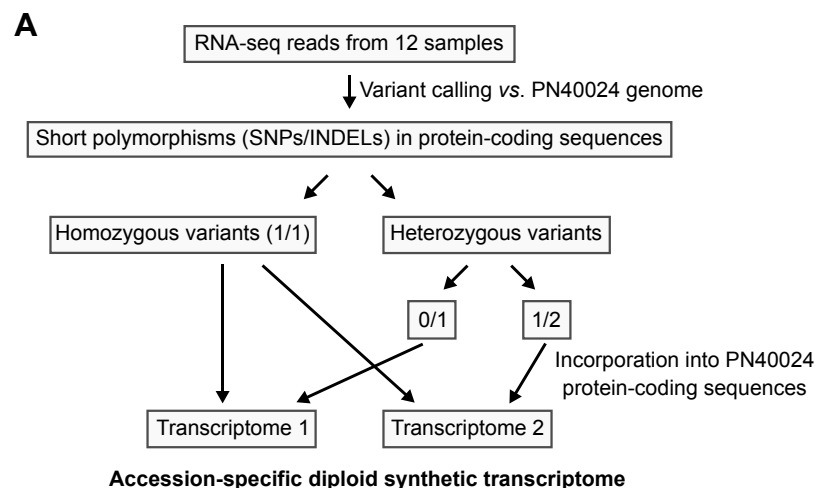 A
RNA-seq reads from 12 samples
Variant calling vs. PN40024 genome
Short polymorphisms (SNPs/INDELs) in protein-coding sequences
Homozygous variants (1/1)
Heterozygous variants
0/1
1/2
Incorporation into PN40024
protein-coding sequences
Transcriptome 1
Transcriptome 2
Accession-specific diploid synthetic transcriptome